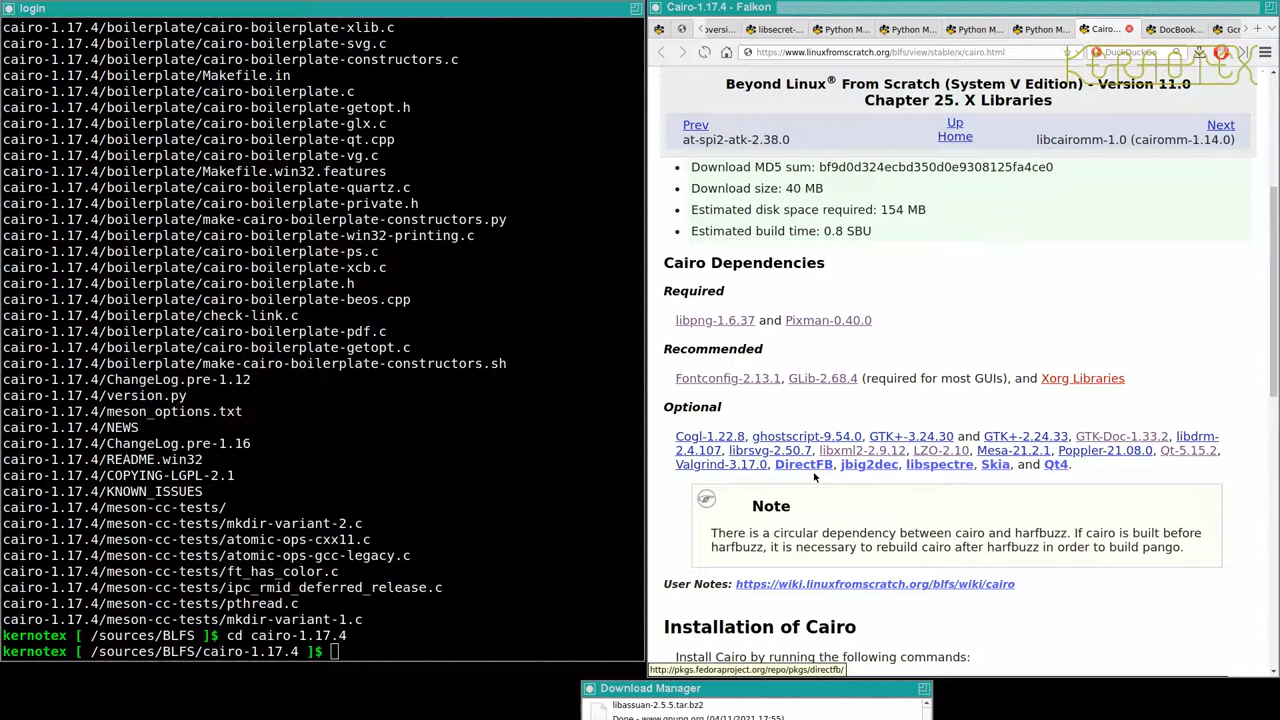 login
cairo-1.17.4/boilerplate/cairo-boilerplate-xlib.c
cairo-1.17.4/boilerplate/cairo-boilerplate-svg.c
cairo-1.17.4/boilerplate/cairo-boilerplate-constructors.c
cairo-1.17.4/boilerplate/Makefile.in
cairo-1.17.4/boilerplate/cairo-boilerplate.c
cairo-1.17.4/boilerplate/cairo-boilerplate-getopt.h
cairo-1.17.4/boilerplate/cairo-boilerplate-glx.c
cairo-1.17.4/boilerplate/cairo-boilerplate-qt.cpp
cairo-1.17.4/boilerplate/cairo-boilerplate-vg.c
cairo-1.17.4/boilerplate/Makefile.win32.features
cairo-1.17.4/boilerplate/cairo-boilerplate-quartz.c
cairo-1.17.4/boilerplate/cairo-boilerplate-private.h
cairo-1.17.4/boilerplate/make-cairo-boilerplate-constructors.py
cairo-1.17.4/boilerplate/cairo-boilerplate-win32-printing.c
cairo-1.17.4/boilerplate/cairo-boilerplate-ps.c
cairo-1.17.4/boilerplate/cairo-boilerplate-xcb.c
cairo-1.17.4/boilerplate/cairo-boilerplate.h
cairo-1.17.4/boilerplate/cairo-boilerplate-beos.cpp
cairo-1.17.4/boilerplate/check-link.c
cairo-1.17.4/boilerplate/cairo-boilerplate-pdf.c
cairo-1.17.4/boilerplate/cairo-boilerplate-getopt.c
cairo-1.17.4/boilerplate/make-cairo-boilerplate-constructors.sh
cairo-1.17.4/ChangeLog.pre-1.12
cairo-1.17.4/version.py
cairo-1.17.4/meson_options.txt
cairo-1.17.4/NEWS
cairo-1.17.4/ChangeLog.pre-1.16
cairo-1.17.4/README.win32
cairo-1.17.4/COPYING-LGPL-2.1
cairo-1.17.4/KNOWN_ISSUES
cairo-1.17.4/meson-cc-tests/
cairo-1.17.4/meson-cc-tests/mkdir-variant-2.c
cairo-1.17.4/meson-cc-tests/atomic-ops-cxx11.c
cairo-1.17.4/meson-cc-tests/atomic-ops-gcc-legacy.c
cairo-1.17.4/meson-cc-tests/ft_has_color.c
cairo-1.17.4/meson-cc-tests/ipc_rmid_deferred_release.c
cairo-1.17.4/meson-cc-tests/pthread.c
cairo-1.17.4/meson-cc-tests/mkdir-variant-1.c
kernotex [ /sources/BLFS ]$ cd cairo-1.17.4
kernotex [ /sources/BLFS/cairo-1.17.4 ]$
Cairo-1.17.4 - Falkon
oversi... libsecret-... Python M... Python M... Python M... Python M... Cairo... DocBook... Gcr
https://www.linuxfromscratch.org/blfs/view/stable/x/cairo.html DuckDuckGo
KERNOTEX
Beyond Linux® From Scratch (System V Edition) - Version 11.0
Chapter 25. X Libraries
Prev Up Next
at-spi2-atk-2.38.0 Home libcairomm-1.0 (cairomm-1.14.0)
Download MD5 sum: bf9d0d324ecbd350d0e9308125fa4ce0
Download size: 40 MB
Estimated disk space required: 154 MB
Estimated build time: 0.8 SBU
Cairo Dependencies
Required
libpng-1.6.37 and Pixman-0.40.0
Recommended
Fontconfig-2.13.1, GLib-2.68.4 (required for most GUIs), and Xorg Libraries
Optional
Cogl-1.22.8, ghostscript-9.54.0, GTK+-3.24.30 and GTK+-2.24.33, GTK-Doc-1.33.2, libdrm-
2.4.107, librsvg-2.50.7, libxml2-2.9.12, LZO-2.10, Mesa-21.2.1, Poppler-21.08.0, Qt-5.15.2,
Valgrind-3.17.0, DirectFB, jbig2dec, libspectre, Skia, and Qt4.
Note
There is a circular dependency between cairo and harfbuzz. If cairo is built before
harfbuzz, it is necessary to rebuild cairo after harfbuzz in order to build pango.
User Notes: https://wiki.linuxfromscratch.org/blfs/wiki/cairo
Installation of Cairo
Install Cairo by running the following commands:
http://pkgs.fedoraproject.org/repo/pkgs/directfb/
Download Manager
libassuan-2.5.5.tar.bz2
Done - www.gnupg.org (04/11/2021 17:55)